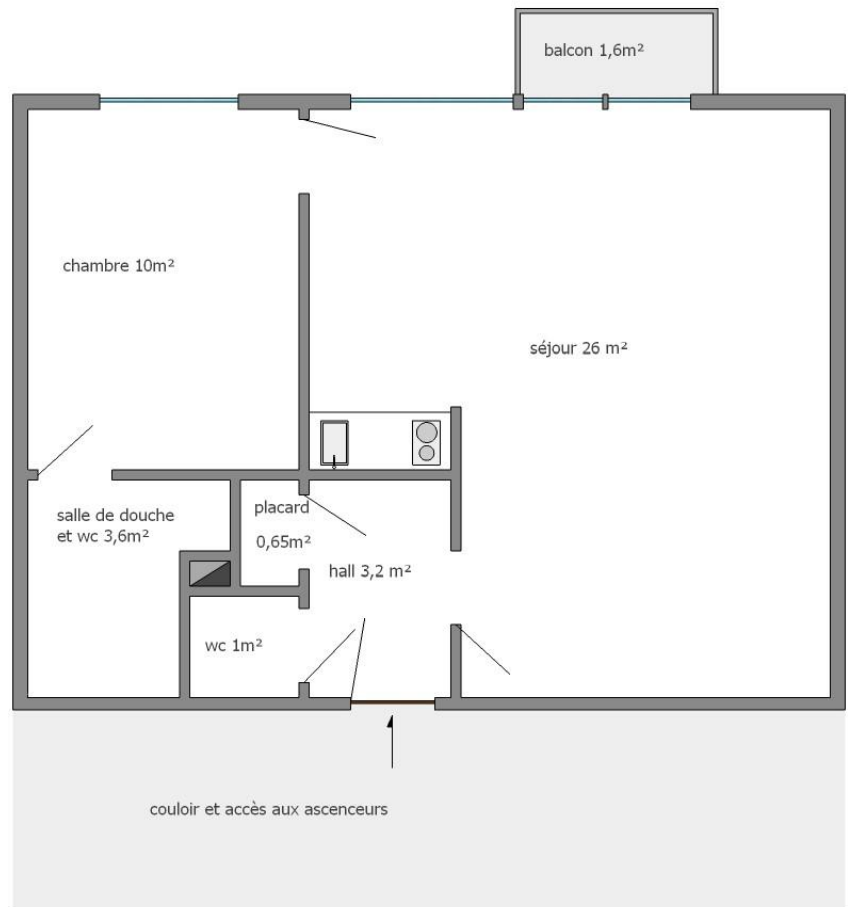 balcon 1,6m²
chambre 10m²
séjour 26 m²
salle de douche
et wc 3,6m²
placard
0,65m²
hall 3,2 m²
wc 1m²
couloir et accès aux ascenceurs